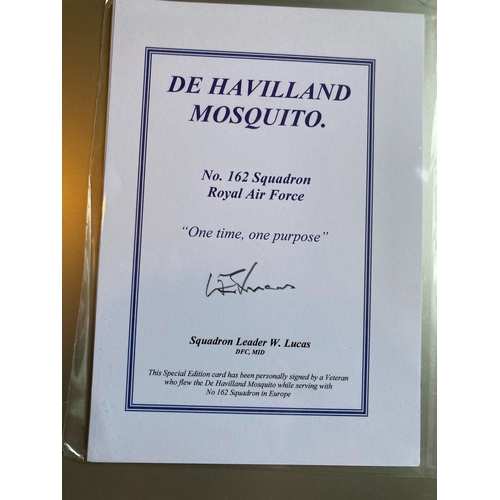 DE HAVILLAND
MOSQUITO.
No. 162 Squadron
Royal Air Force
“One time, one purpose”
Squadron Leader W. Lucas
DFC, MID
This Special Edition card has been personally signed by a Veteran
who flew the De Havilland Mosquito while serving with
No 162 Squadron in Europe